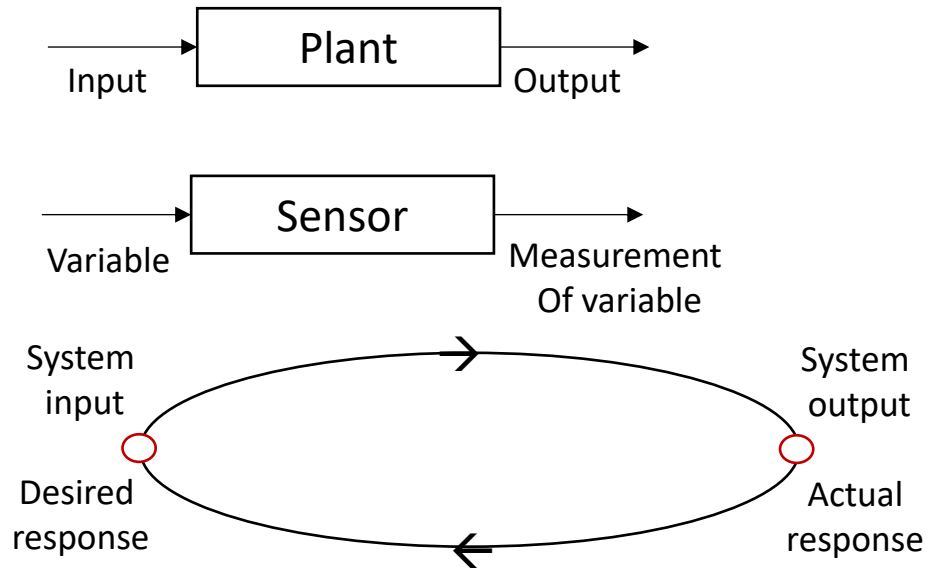 Plant
Input
Output
Sensor
Variable
Measurement
Of variable
System
input
System
output
Desired
response
Actual
response